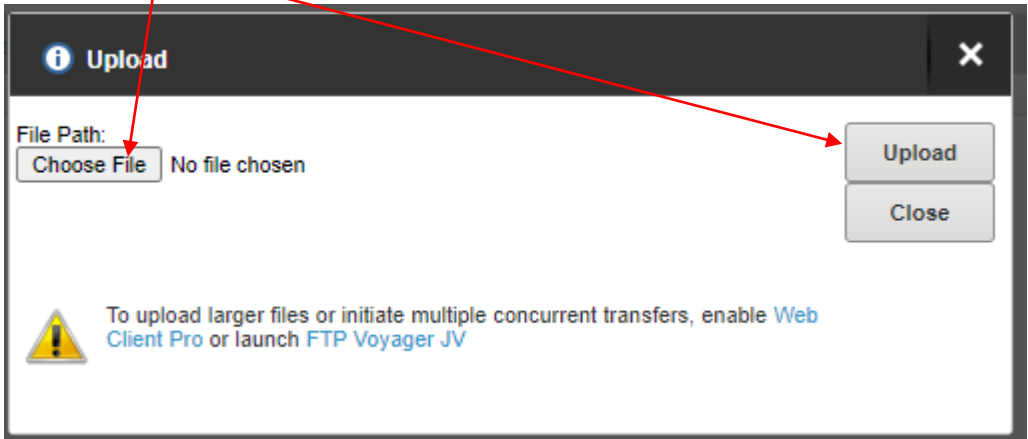 Upload
File Path:
Choose File No file chosen
Upload
Close
To upload larger files or initiate multiple concurrent transfers, enable Web
Client Pro or launch FTP Voyager JV